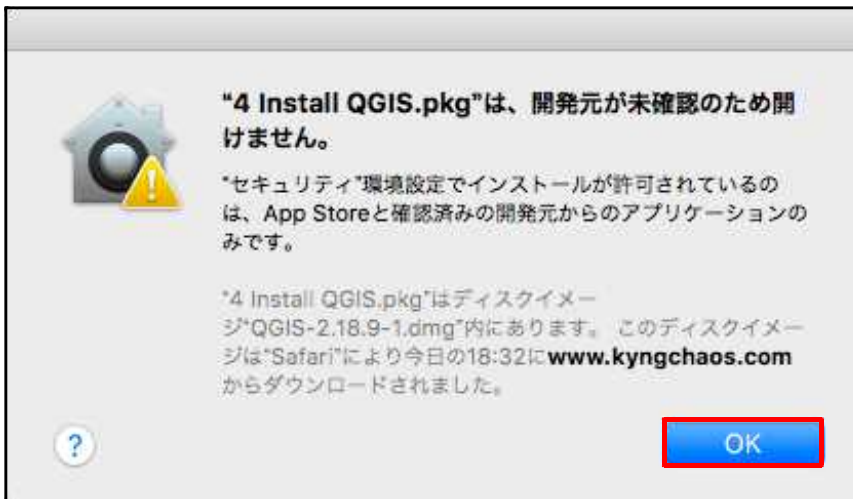 “4 Install QGIS.pkg”は、開発元が未確認のため開
けません。
“セキュリティ”環境設定でインストールが許可されているの
は、App Storeと確認済みの開発元からのアプリケーションの
みです。
“4 Install QGIS.pkg”はディスクイメー
ジ“QGIS-2.18.9-1.dmg”内にあります。 このディスクイメー
ジは“Safari”により今日の18:32にwww.kyngchaos.com
からダウンロードされました。
?
OK